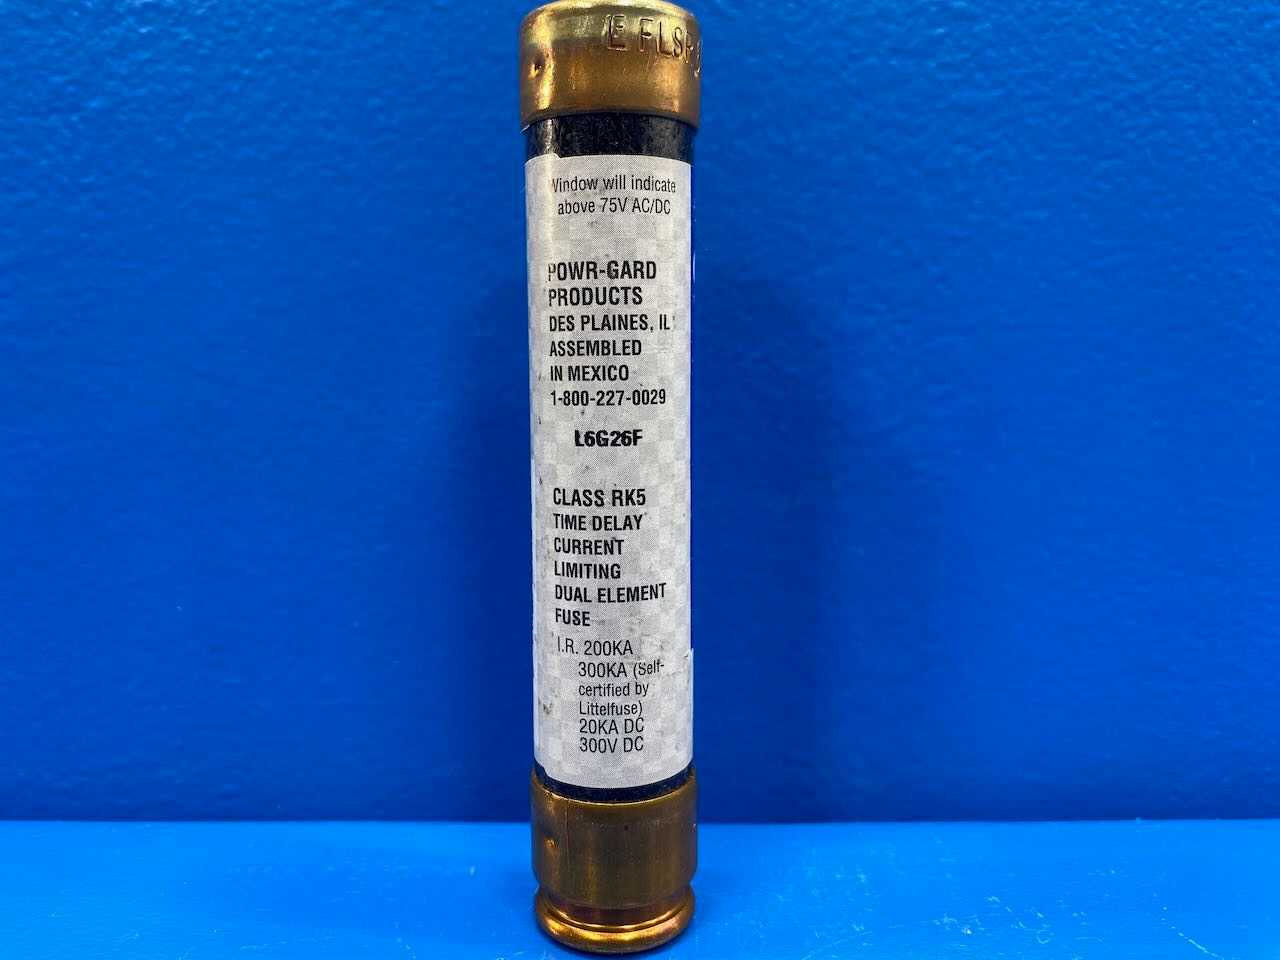 E FLSR
Window will indicate
above 75V AC/DC
POWR-GARD
PRODUCTS
DES PLAINES, IL
ASSEMBLED
IN MEXICO
1-800-227-0029
L6G26F
CLASS RK5
TIME DELAY
CURRENT
LIMITING
DUAL ELEMENT
FUSE
I.R. 200KA
300KA (Self-
certified by
Littelfuse)
20KA DC
300V DC